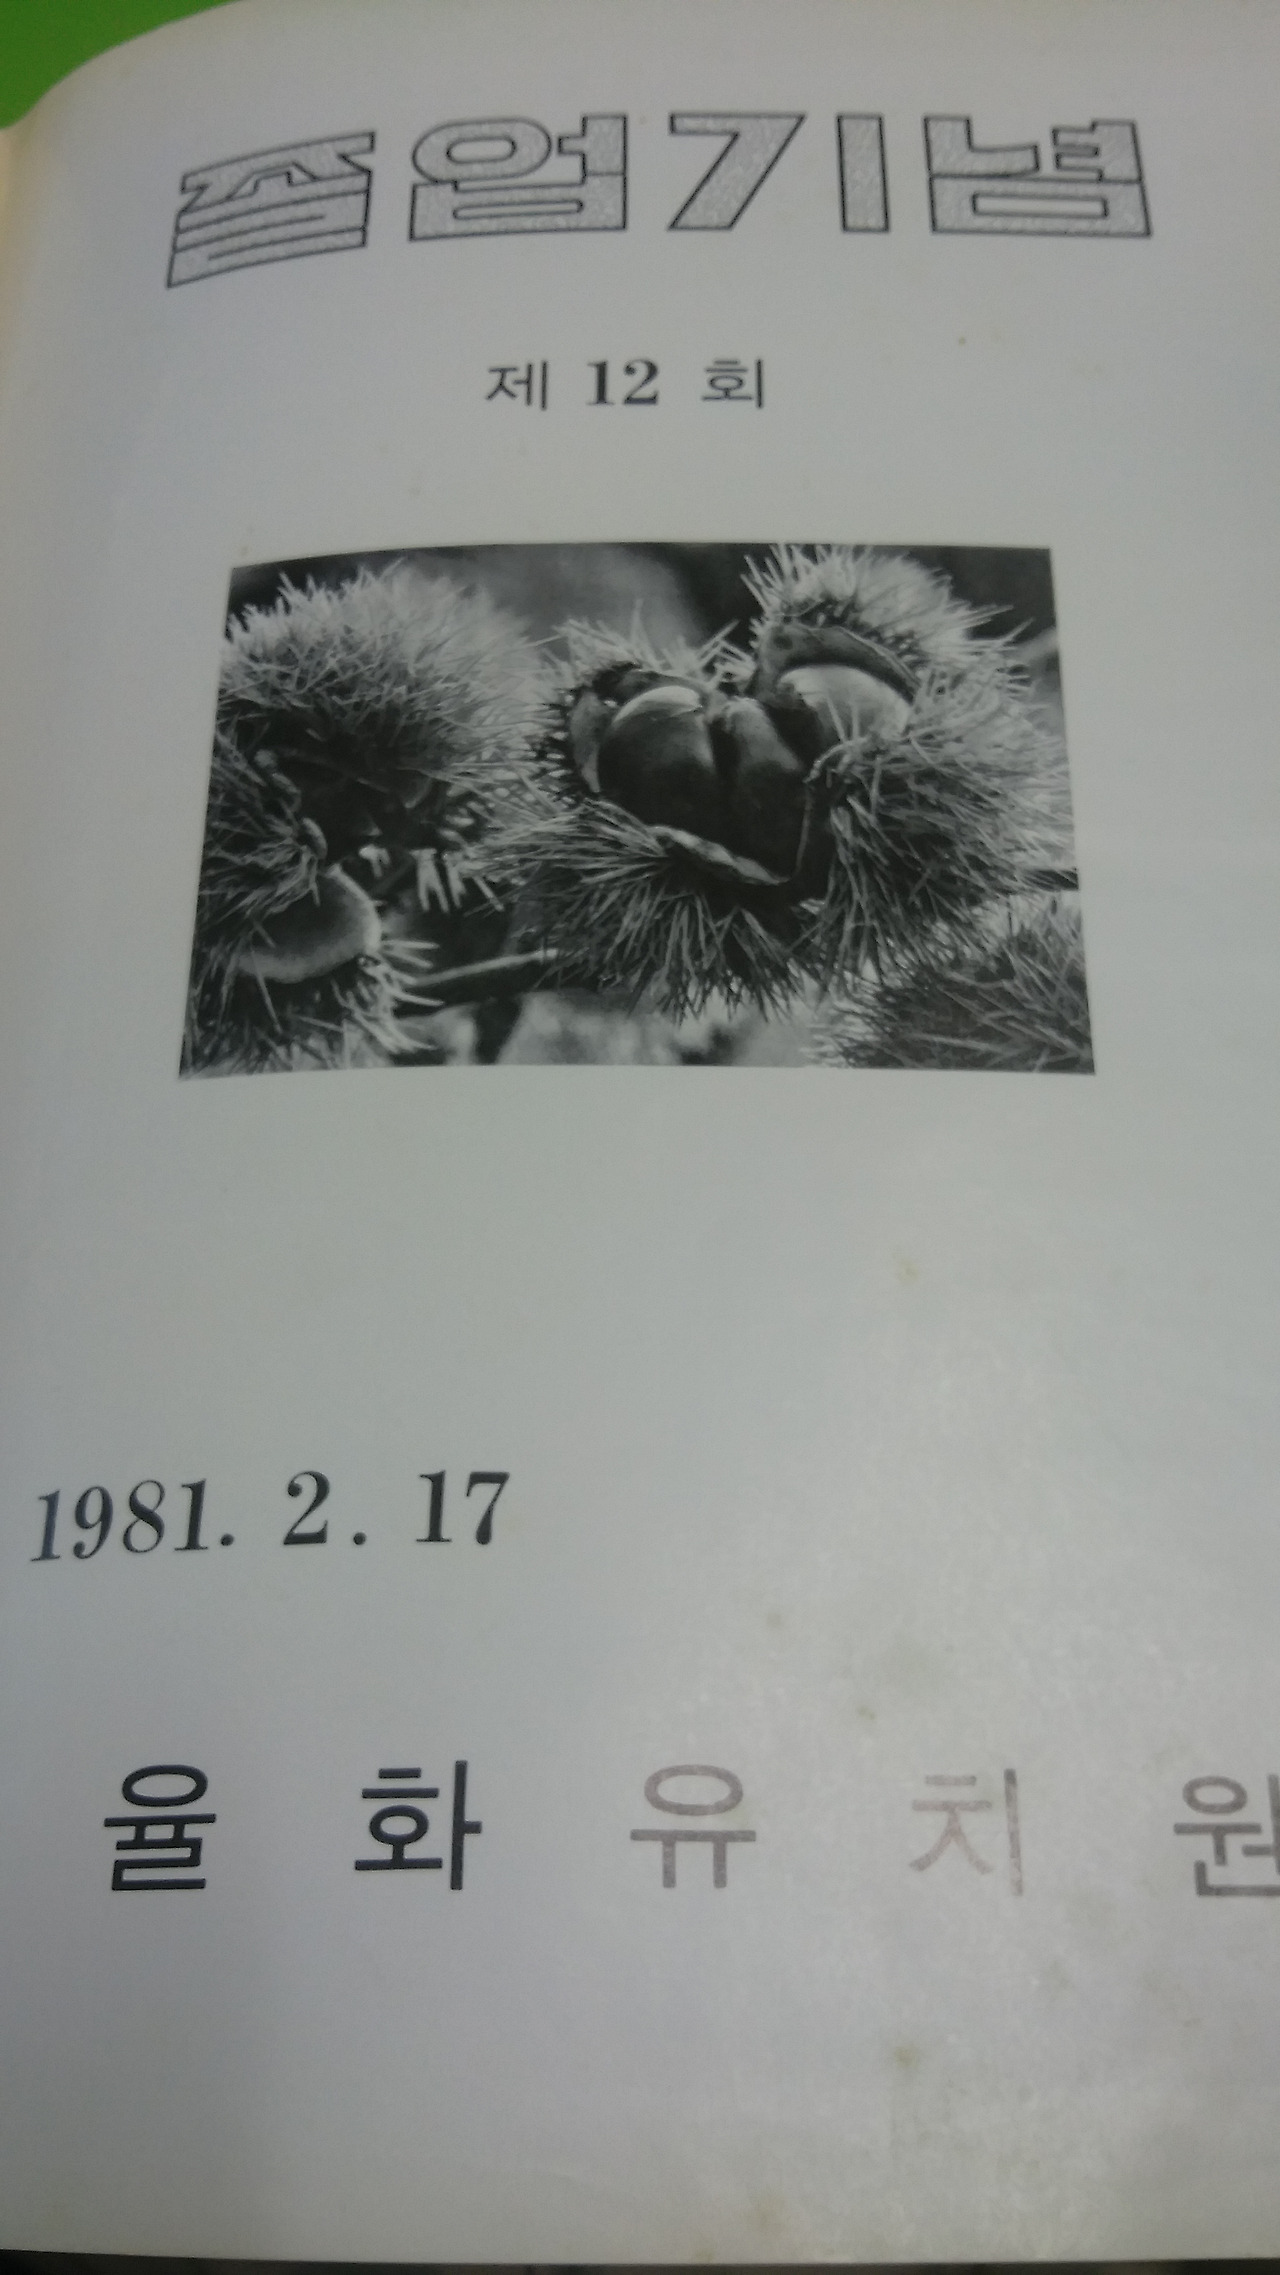 졸업기념
제 12 회
1981. 2. 17
율 화 유 치 원